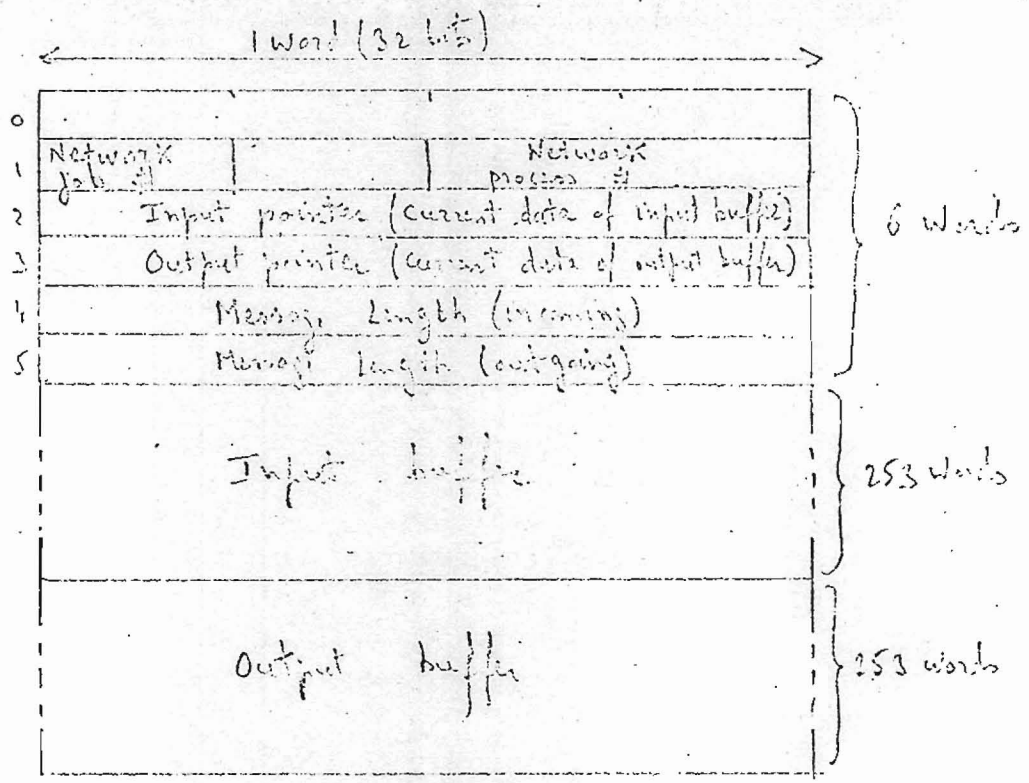 1 word (32 bits)
0
1 Network job # Network process #
2 Input pointer (current data of input buffer)
3 Output pointer (current data of output buffer)
4 Message Length (incoming)
5 Message Length (outgoing)
6 Words
Input buffer
253 Words
Output buffer
253 words